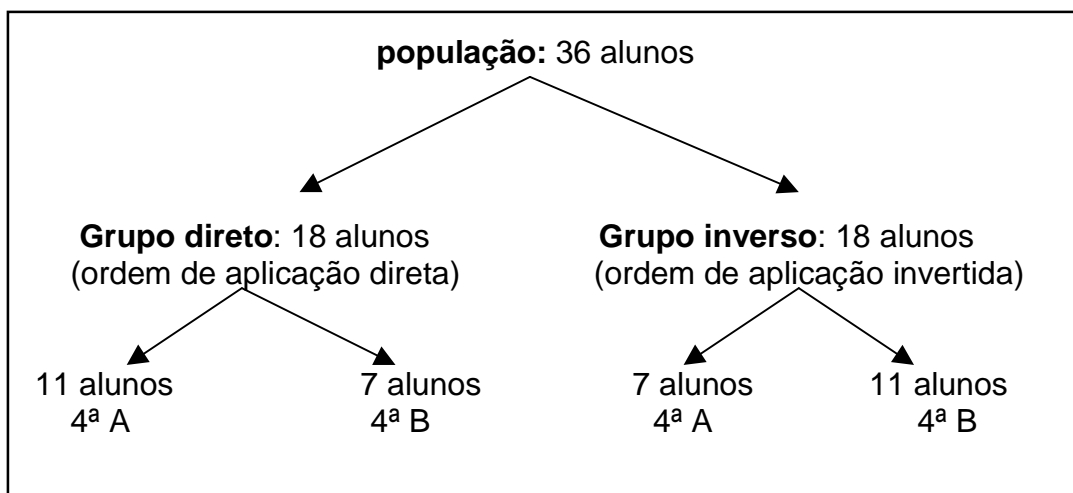 população: 36 alunos
Grupo direto: 18 alunos
(ordem de aplicação direta)
Grupo inverso: 18 alunos
(ordem de aplicação invertida)
11 alunos
4ª A
7 alunos
4ª B
7 alunos
4ª A
11 alunos
4ª B